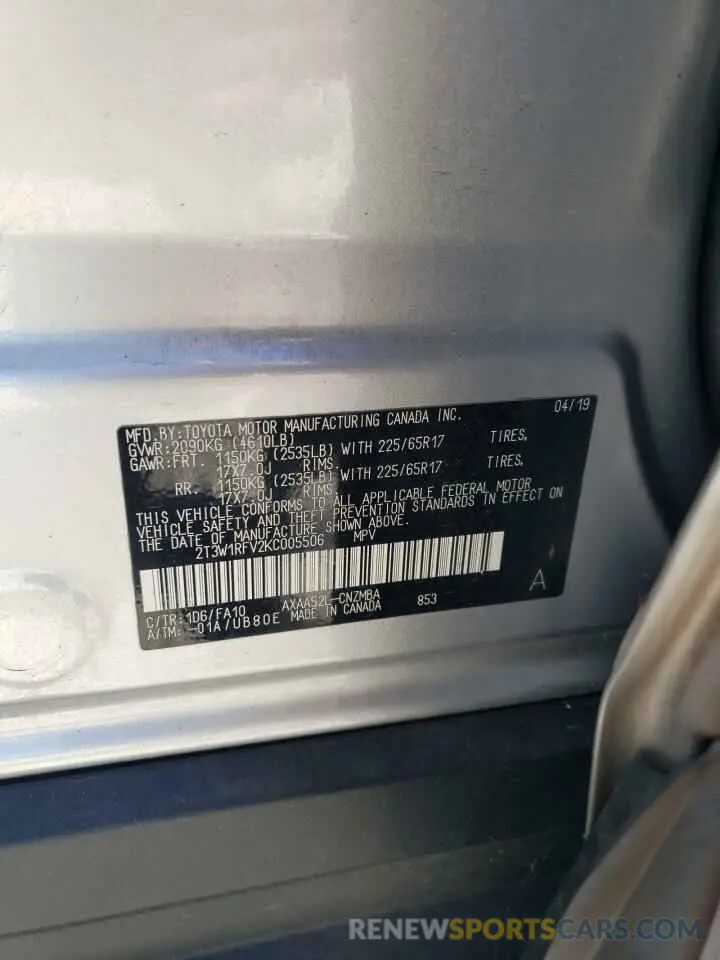 MFD.BY:TOYOTA MOTOR MANUFACTURING CANADA INC. 04/19
GVWR:2090KG (4610LB)
GAWR:FRT. 1150KG (2535LB) WITH 225/65R17 TIRES,
17X7.0J RIMS.
RR. 1150KG (2535LB) WITH 225/65R17 TIRES,
17X7.0J RIMS.
THIS VEHICLE CONFORMS TO ALL APPLICABLE FEDERAL MOTOR
VEHICLE SAFETY AND THEFT PREVENTION STANDARDS IN EFFECT ON
THE DATE OF MANUFACTURE SHOWN ABOVE.
2T3W1RFV2KC005506 MPV
A
C/TR:1D6/FA10 AXAA52L-CNZMBA 853
A/TM:-01A/UB80E MADE IN CANADA
RENEWSPORTSCARS.COM